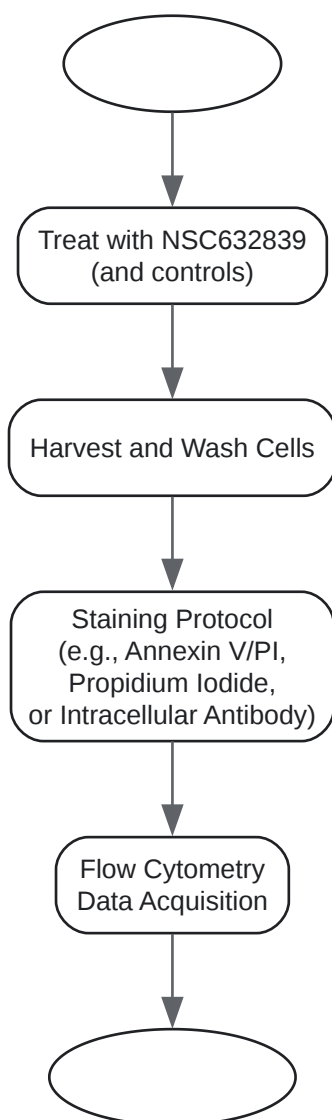 Treat with NSC632839
(and controls)
Harvest and Wash Cells
Staining Protocol
(e.g., Annexin V/PI,
Propidium Iodide,
or Intracellular Antibody)
Flow Cytometry
Data Acquisition